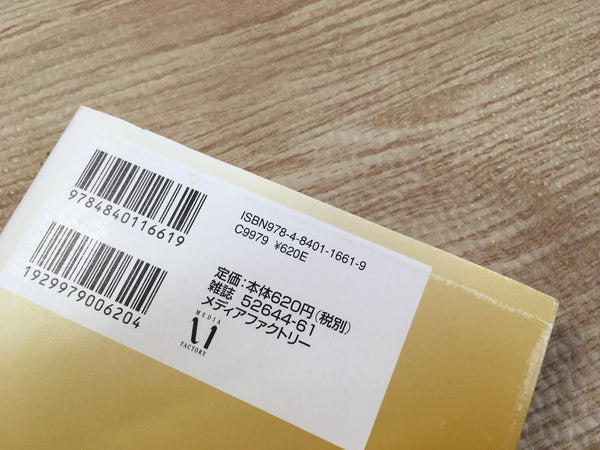 9784840116619
1929979006204
ISBN978-4-8401-1661-9
C9979 ¥620E
定価:本体620円(税別)
雑誌 52644-61
メディアファクトリー
MEDIA
FACTORY